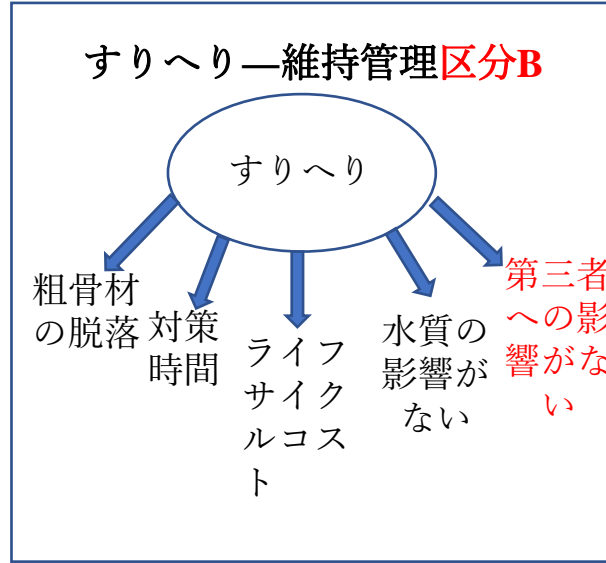 すりへり—維持管理区分B
すりへり
粗骨材
の脱落
対策
時間
ライフ
サイク
ルコス
ト
水質の
影響が
ない
第三者
への影
響がな
い